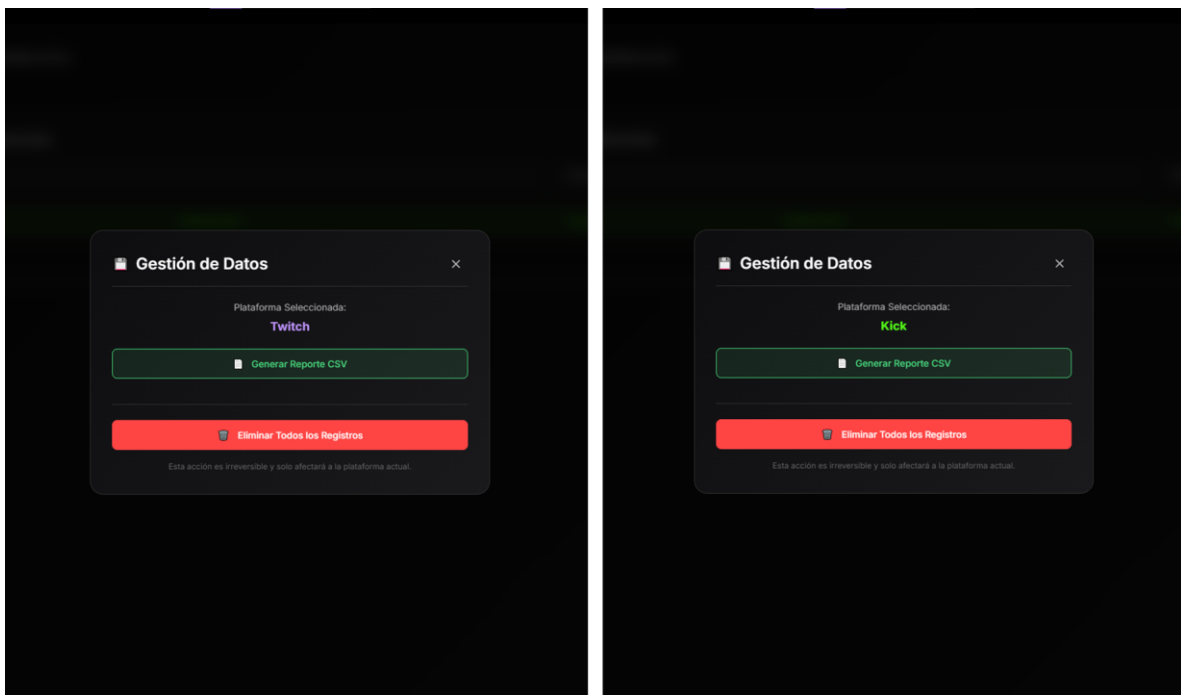 Gestión de Datos
×
Plataforma Seleccionada:
Twitch
Generar Reporte CSV
Eliminar Todos los Registros
Esta acción es irreversible y solo afectará a la plataforma actual.
Gestión de Datos
×
Plataforma Seleccionada:
Kick
Generar Reporte CSV
Eliminar Todos los Registros
Esta acción es irreversible y solo afectará a la plataforma actual.